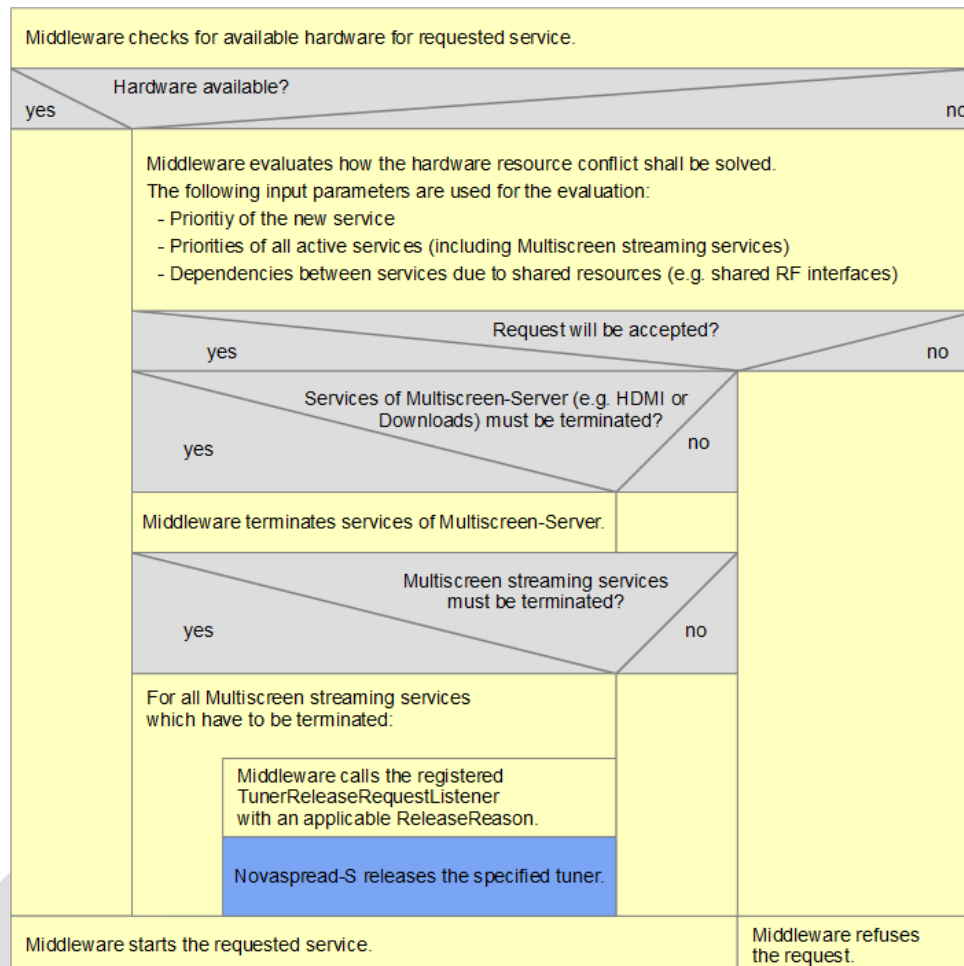 Middleware checks for available hardware for requested service.
Hardware available?
yes
no
Middleware evaluates how the hardware resource conflict shall be solved.
The following input parameters are used for the evaluation:
- Prioritiy of the new service
- Priorities of all active services (including Multiscreen streaming services)
- Dependencies between services due to shared resources (e.g. shared RF interfaces)
Request will be accepted?
yes
no
Services of Multiscreen-Server (e.g. HDMI or
Downloads) must be terminated?
yes
no
Middleware terminates services of Multiscreen-Server.
Multiscreen streaming services
must be terminated?
yes
no
For all Multiscreen streaming services
which have to be terminated:
Middleware calls the registered
TunerReleaseRequestListener
with an applicable ReleaseReason.
Novaspread-S releases the specified tuner.
Middleware starts the requested service.
Middleware refuses
the request.